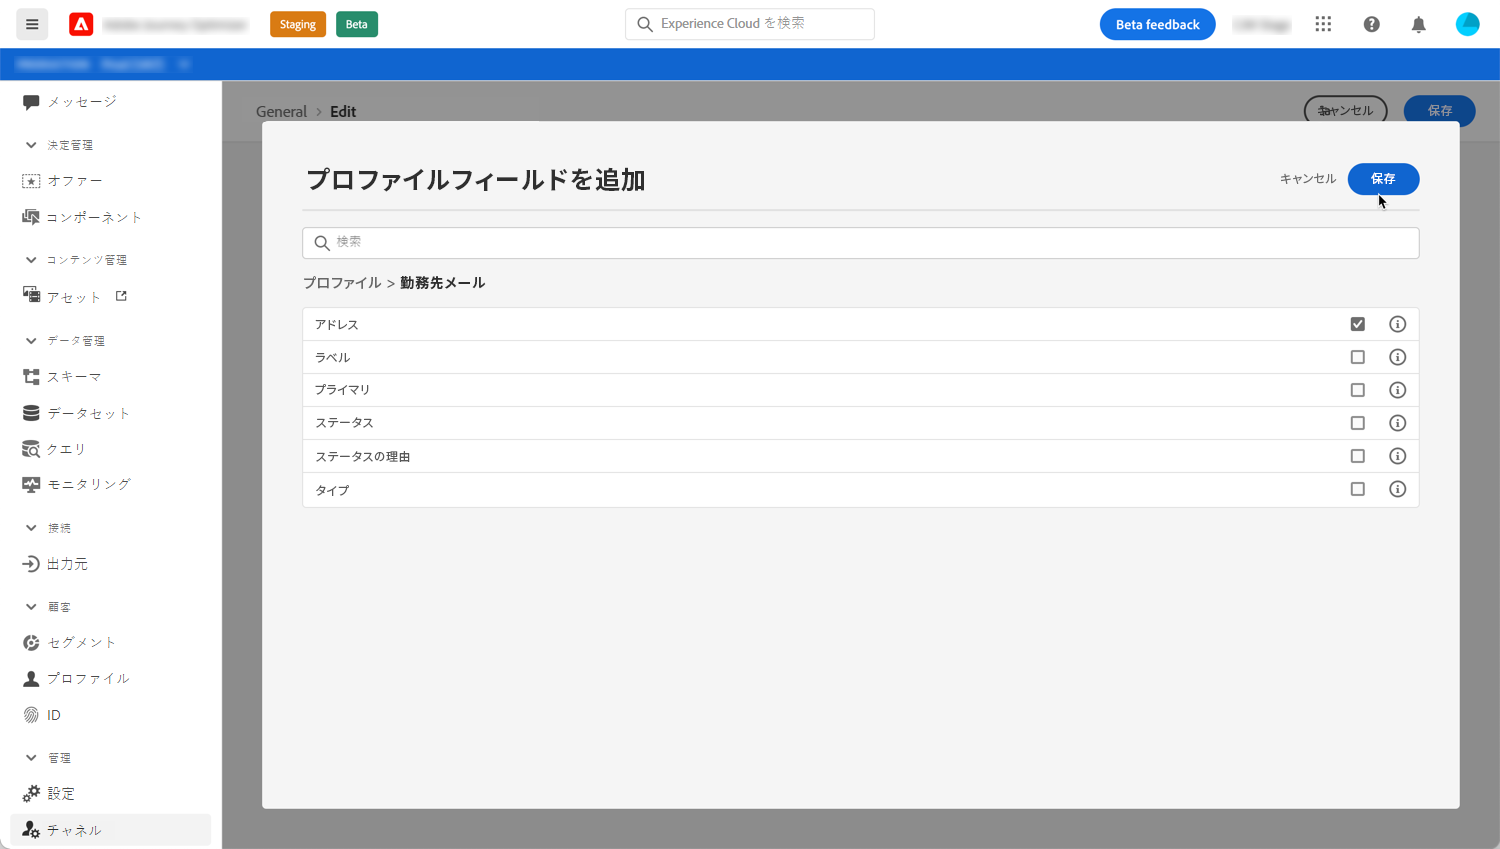 Staging
Beta
Experience Cloud を検索
Beta feedback
メッセージ
決定管理
オファー
コンポーネント
コンテンツ管理
アセット
データ管理
スキーマ
データセット
クエリ
モニタリング
接続
出力元
顧客
セグメント
プロファイル
ID
管理
設定
チャネル
General > Edit
キャンセル
保存
プロファイルフィールドを追加
キャンセル
保存
検索
プロファイル > 勤務先メール
アドレス
ラベル
プライマリ
ステータス
ステータスの理由
タイプ